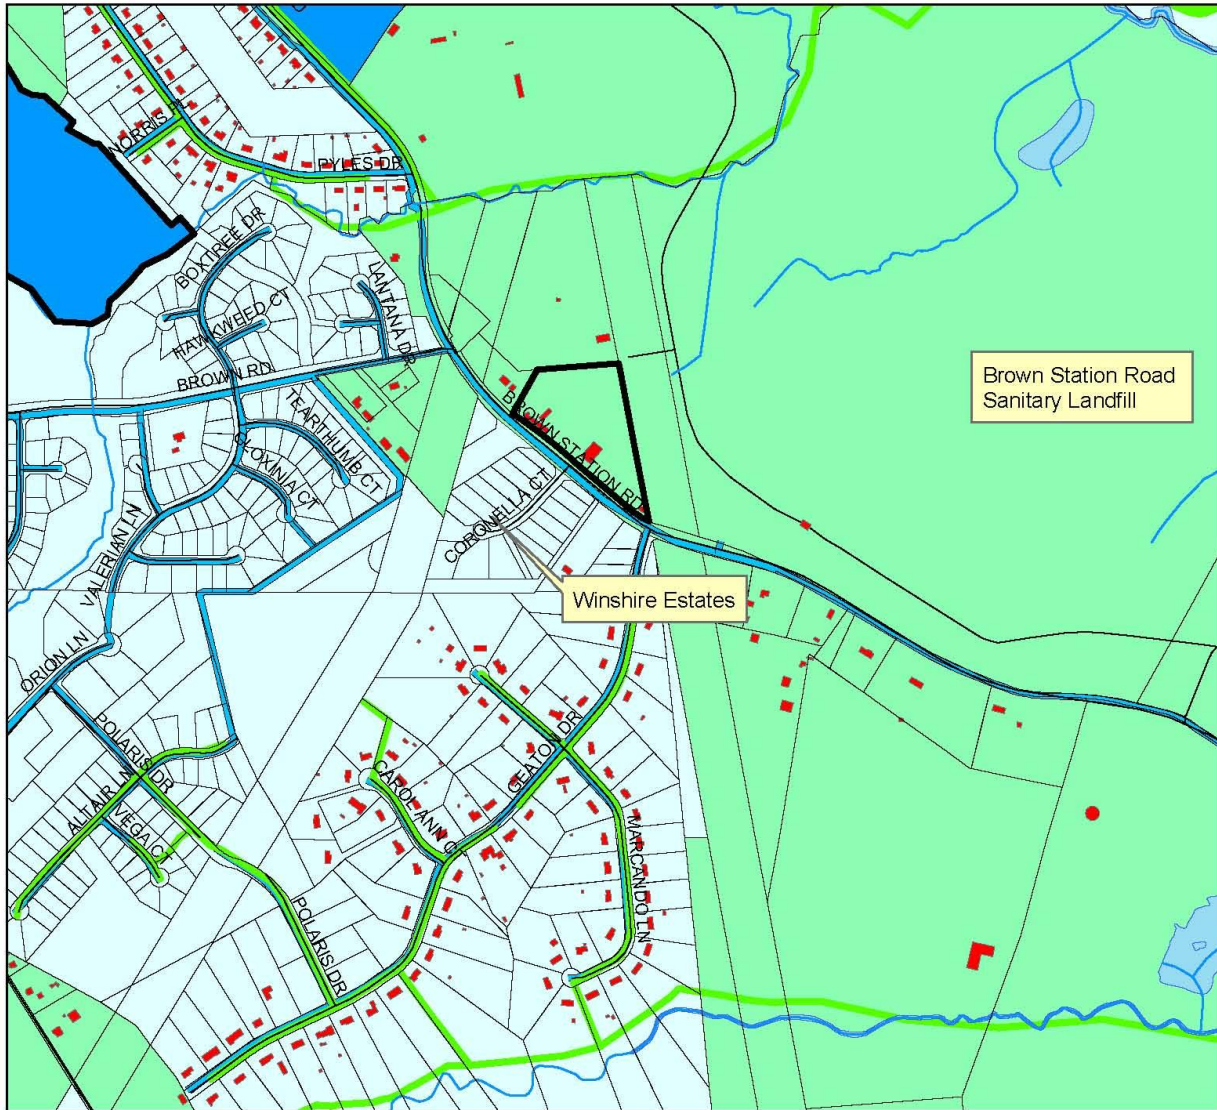 NORRIS PL
PYLES DR
BOXTREE DR
LANTANA DR
HAWKWEED CT
BROWN RD
Brown Station Road
Sanitary Landfill
TEARTHUMB CT
BROWN STATION RD
GLOXINIA CT
CORONELLA CT
VALERIAN LN
Winshire Estates
ORION LN
POLARIS DR
GEATON DR
ALTAIR
CAROL ANN CT
VEGA CT
MARCANDO LN
POLARIS DR